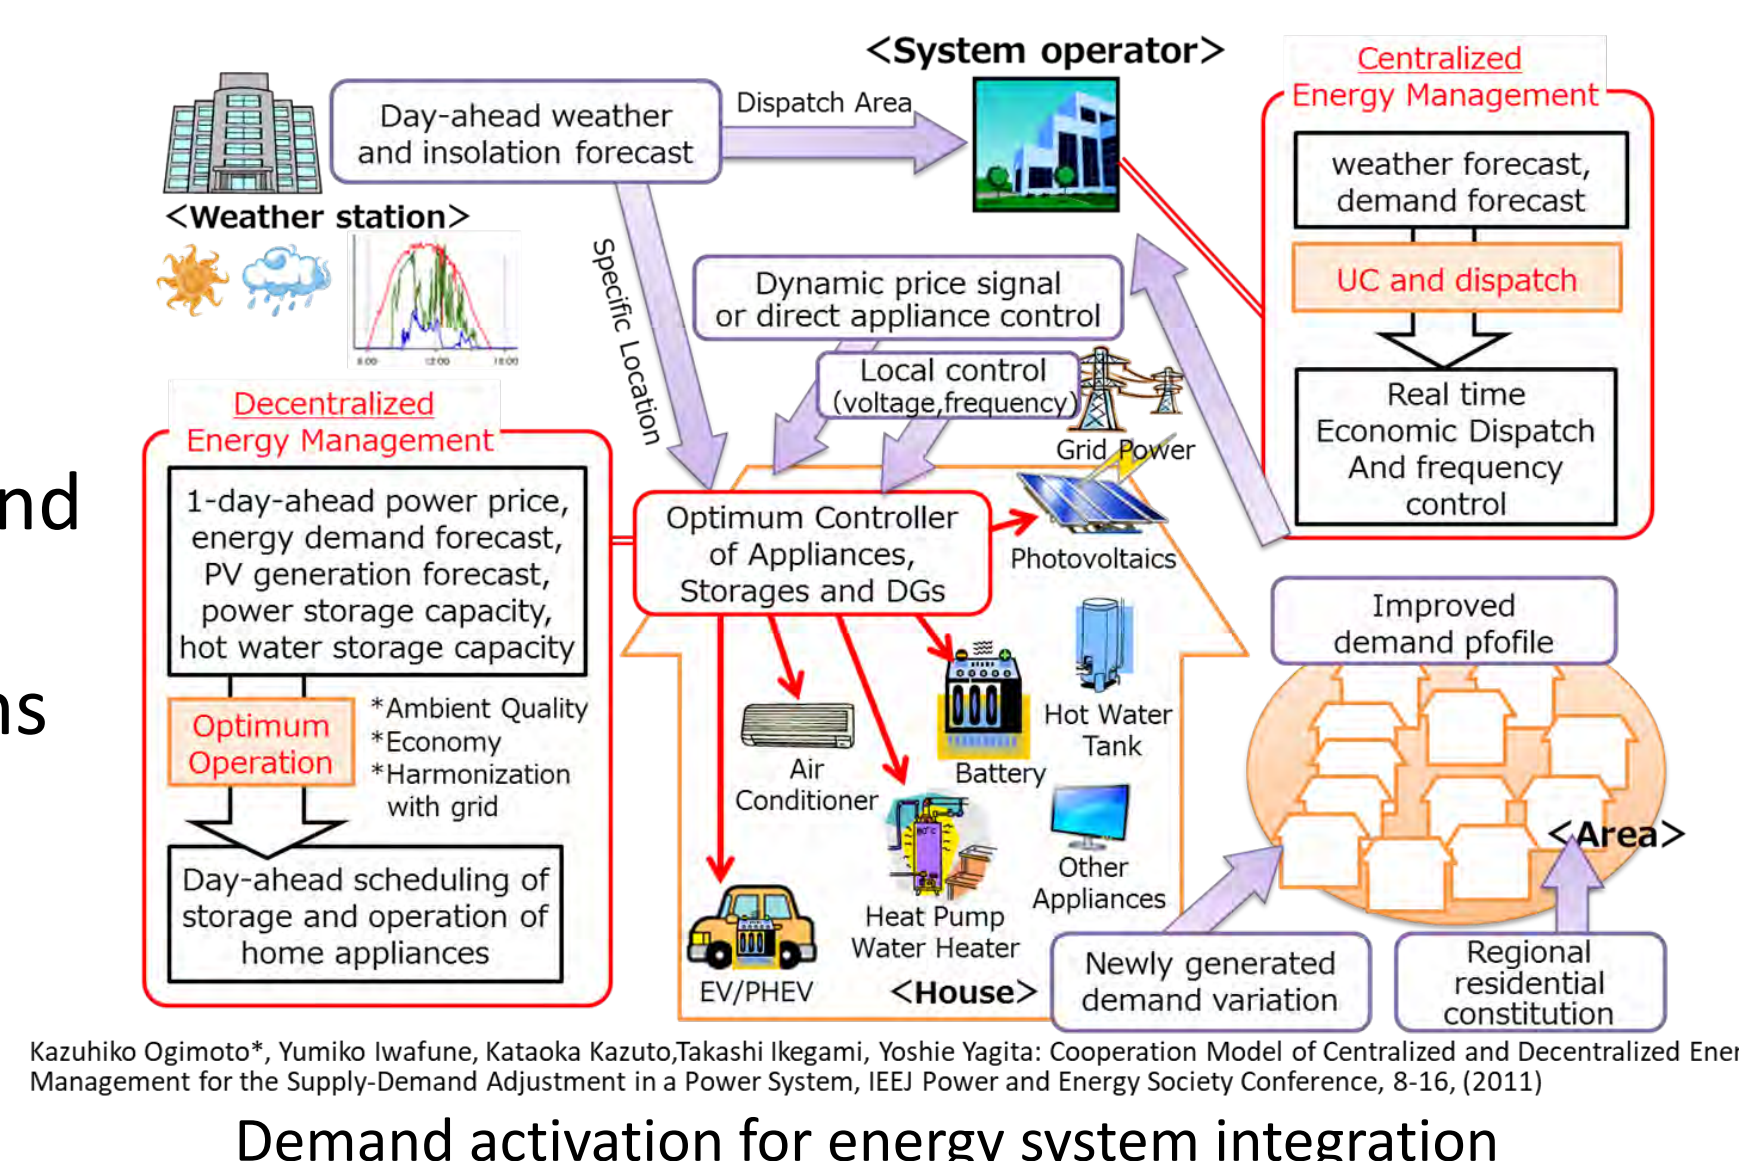 <System operator>
Centralized
Energy Management
Day-ahead weather
and insolation forecast
Dispatch Area
weather forecast,
demand forecast
<Weather station>
Specific Location
Dynamic price signal
or direct appliance control
UC and dispatch
Local control
(voltage,frequency)
6:00 12:00 18:00
Real time
Economic Dispatch
And frequency
control
Decentralized
Energy Management
Grid Power
1-day-ahead power price,
energy demand forecast,
PV generation forecast,
power storage capacity,
hot water storage capacity
nd
Optimum Controller
of Appliances,
Storages and DGs
Photovoltaics
Improved
demand pfofile
ns
Optimum
Operation
*Ambient Quality
*Economy
*Harmonization
with grid
Air
Conditioner
Battery
Hot Water
Tank
80°C
<Area>
Day-ahead scheduling of
storage and operation of
home appliances
Other
Appliances
Heat Pump
Water Heater
EV/PHEV
<House>
Newly generated
demand variation
Regional
residential
constitution
Kazuhiko Ogimoto*, Yumiko Iwafune, Kataoka Kazuto,Takashi Ikegami, Yoshie Yagita: Cooperation Model of Centralized and Decentralized Ener
Management for the Supply-Demand Adjustment in a Power System, IEEJ Power and Energy Society Conference, 8-16, (2011)
Demand activation for energy system integration